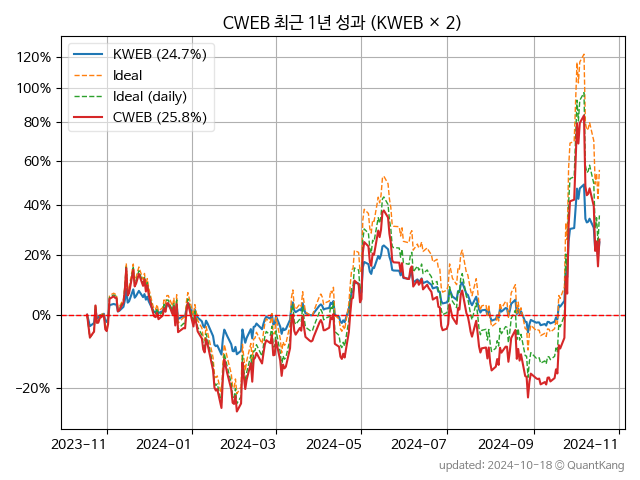 CWEB 최근 1년 성과 (KWEB × 2)
KWEB (24.7%)
Ideal
Ideal (daily)
CWEB (25.8%)
120%
100%
80%
60%
40%
20%
0%
−20%
2023-11 2024-01 2024-03 2024-05 2024-07 2024-09 2024-11
updated: 2024-10-18 @ QuantKang